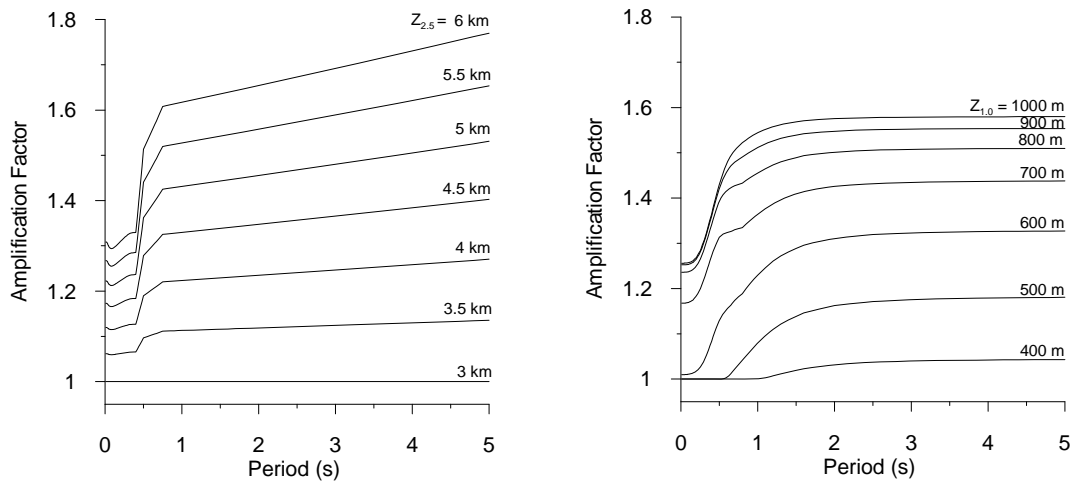 1.8
1.6
1.4
1.2
1
Amplification Factor
Z2.5 = 6 km
5.5 km
5 km
4.5 km
4 km
3.5 km
3 km
0 1 2 3 4 5
Period (s)
1.8
1.6
1.4
1.2
1
Amplification Factor
Z1.0 = 1000 m
900 m
800 m
700 m
600 m
500 m
400 m
0 1 2 3 4 5
Period (s)